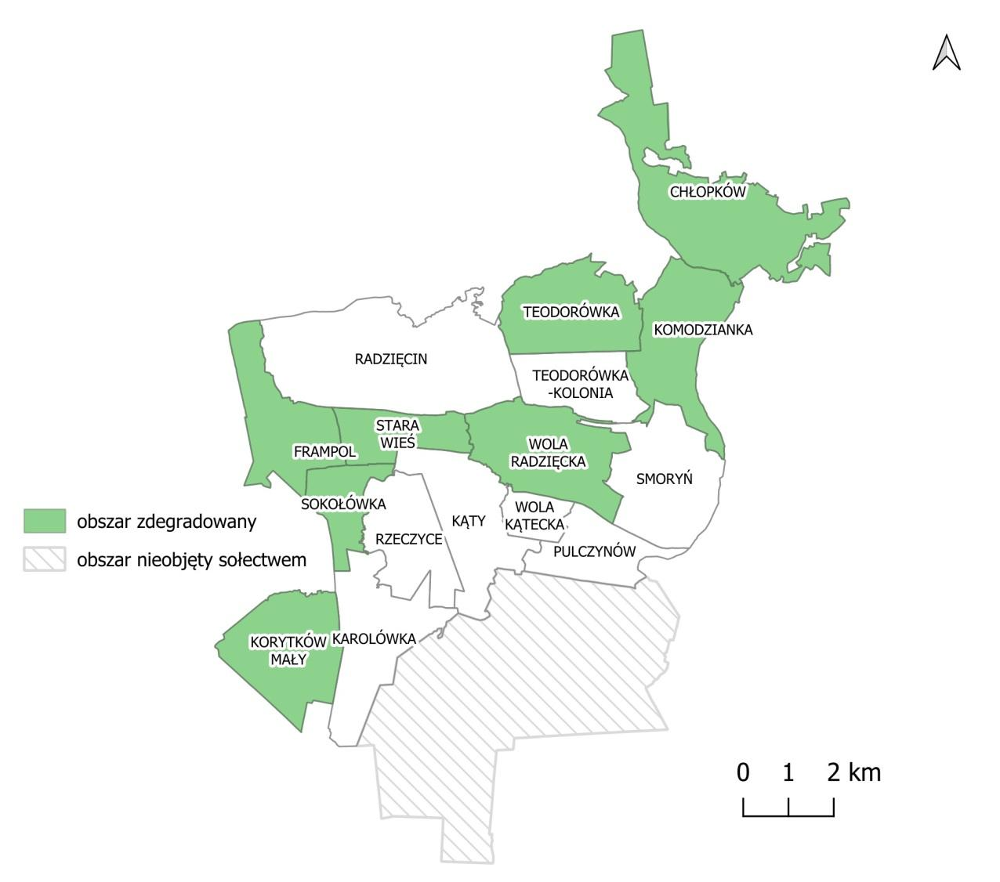 CHŁOPKÓW
TEODORÓWKA
KOMODZIANKA
RADZIĘCIN
TEODORÓWKA
-KOLONIA
STARA
WIEŚ
FRAMPOL
WOLA
RADZIĘCKA
SMORYŃ
SOKOŁÓWKA
WOLA
KĄTECKA
KĄTY
RZECZYCE
PULCZYNÓW
obszar zdegradowany
obszar nieobjęty sołectwem
KORYTKÓW
MAŁY
KAROLÓWKA
0 1 2 km